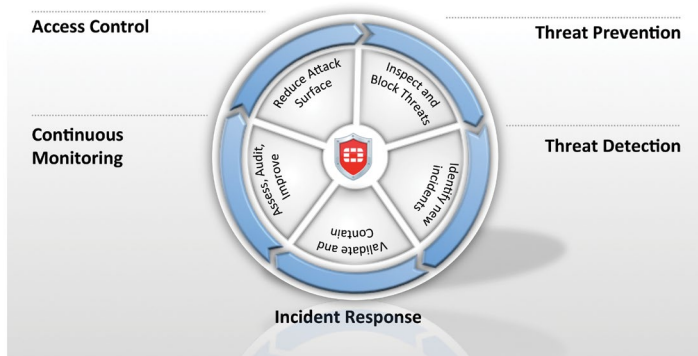 Access Control
Threat Prevention
Reduce Attack
Surface
Inspect and
Block Threats
Continuous
Monitoring
Threat Detection
Assess, Audit,
Improve
Identify new
incidents
Validate and
Contain
Incident Response